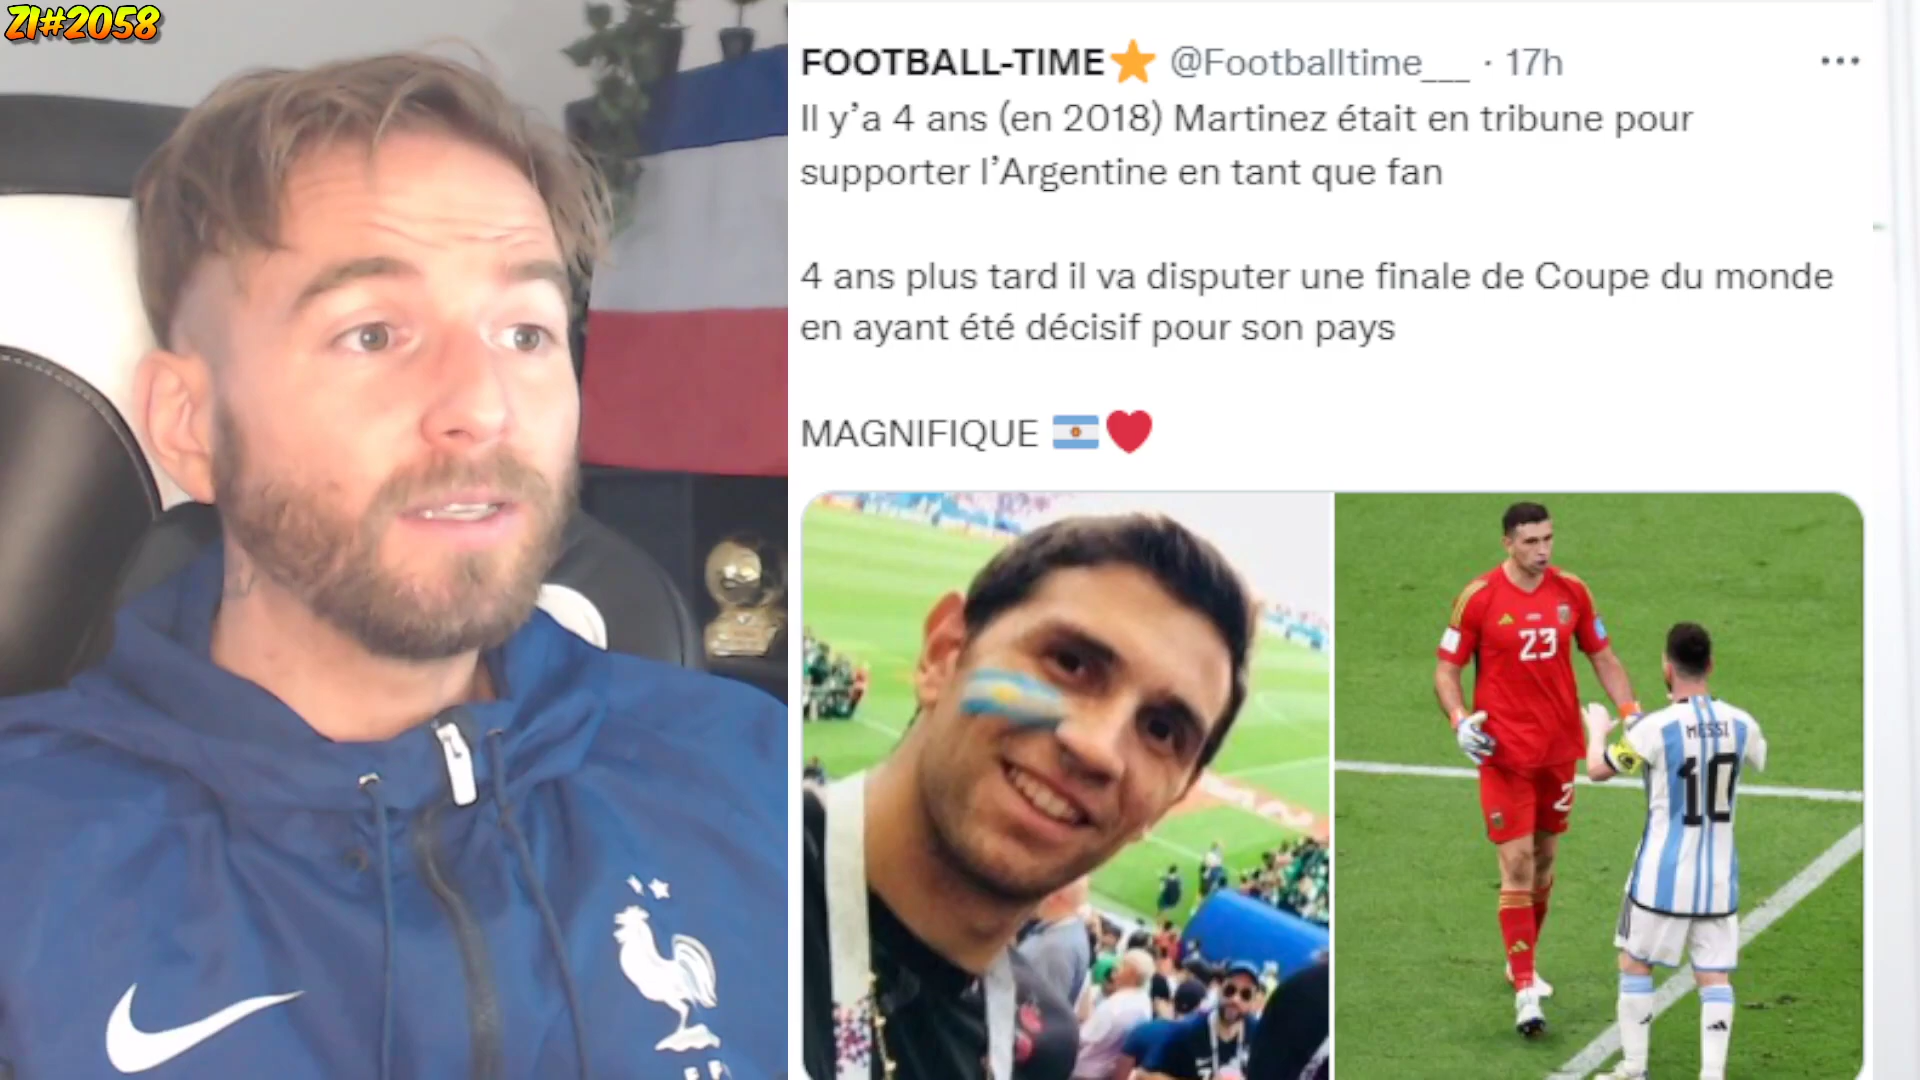 ZI#2058
FOOTBALL-TIME⭐ @Footballtime___ · 17h
Il y’a 4 ans (en 2018) Martinez était en tribune pour
supporter l’Argentine en tant que fan
4 ans plus tard il va disputer une finale de Coupe du monde
en ayant été décisif pour son pays
MAGNIFIQUE 🇦🇷❤️
23
MESSI
10